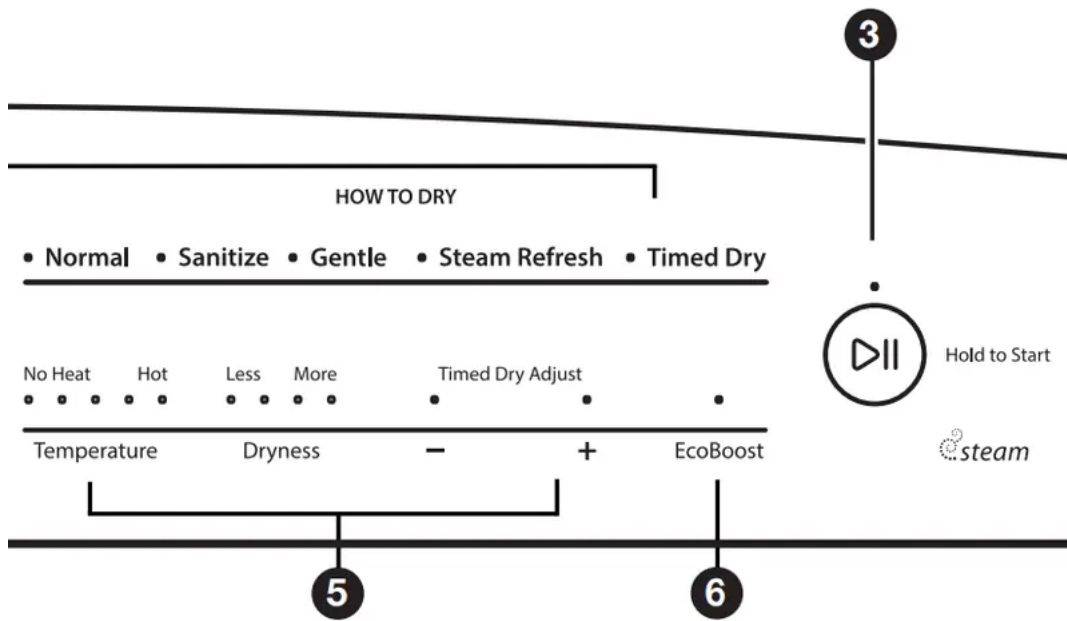 3
HOW TO DRY
• Normal • Sanitize • Gentle • Steam Refresh • Timed Dry
No Heat Hot Less More Timed Dry Adjust
Hold to Start
Temperature Dryness − + EcoBoost
steam
5 6